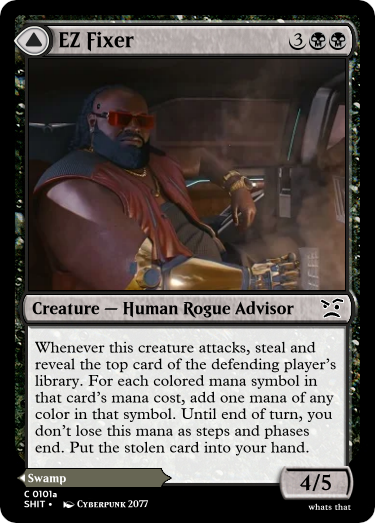 EZ Fixer 3
Creature — Human Rogue Advisor
Whenever this creature attacks, steal and
reveal the top card of the defending player's
library. For each colored mana symbol in
that card's mana cost, add one mana of
any color in that symbol. Until end of turn, you
don't lose this mana as steps and phases
end. Put the stolen card into your hand.
Swamp
4/5
C 0101a
SHIT • Cyberpunk 2077
whats that